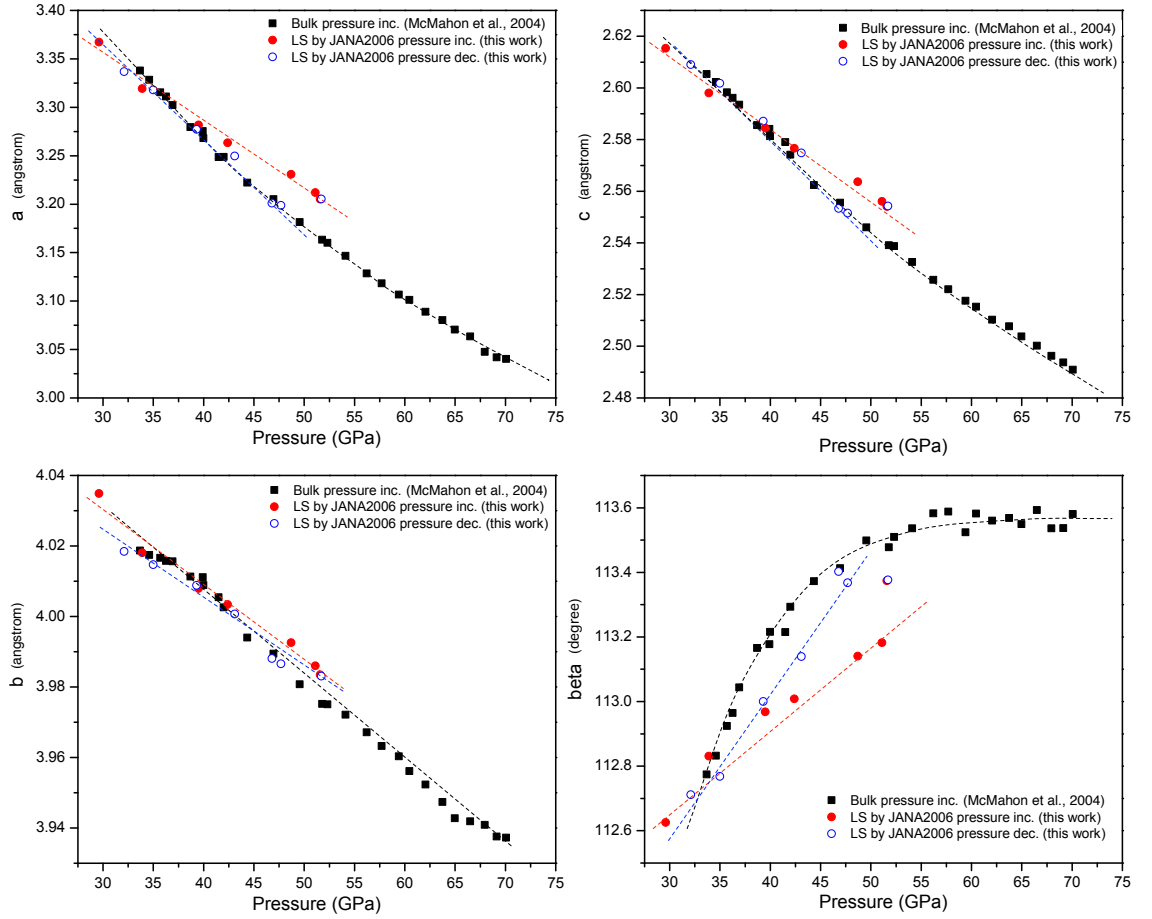 3.40
3.35
3.30
3.25
3.20
3.15
3.10
3.05
3.00
a (angstrom)
Bulk pressure inc. (McMahon et al., 2004)
LS by JANA2006 pressure inc. (this work)
LS by JANA2006 pressure dec. (this work)
30 35 40 45 50 55 60 65 70 75
Pressure (GPa)
2.62
2.60
2.58
2.56
2.54
2.52
2.50
2.48
c (angstrom)
Bulk pressure inc. (McMahon et al., 2004)
LS by JANA2006 pressure inc. (this work)
LS by JANA2006 pressure dec. (this work)
30 35 40 45 50 55 60 65 70 75
Pressure (GPa)
4.04
4.02
4.00
3.98
3.96
3.94
b (angstrom)
Bulk pressure inc. (McMahon et al., 2004)
LS by JANA2006 pressure inc. (this work)
LS by JANA2006 pressure dec. (this work)
30 35 40 45 50 55 60 65 70 75
Pressure (GPa)
113.6
113.4
113.2
113.0
112.8
112.6
beta (degree)
Bulk pressure inc. (McMahon et al., 2004)
LS by JANA2006 pressure inc. (this work)
LS by JANA2006 pressure dec. (this work)
30 35 40 45 50 55 60 65 70 75
Pressure (GPa)